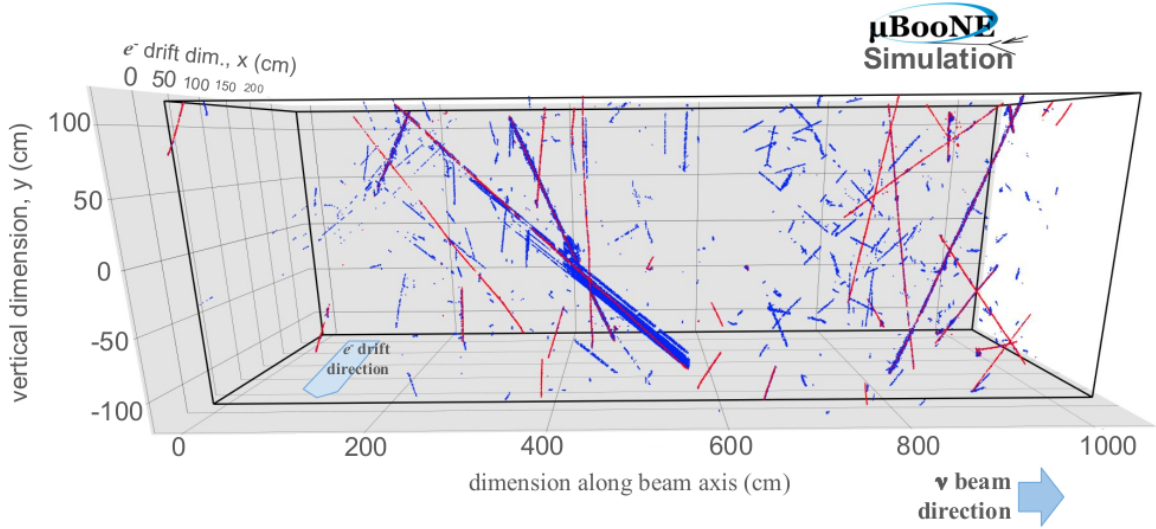 µBooNE
Simulation
e- drift dim., x (cm)
0 50 100 150 200
vertical dimension, y (cm)
100
50
0
-50
-100
e- drift
direction
0 200 400 600 800 1000
dimension along beam axis (cm)
ν beam
direction